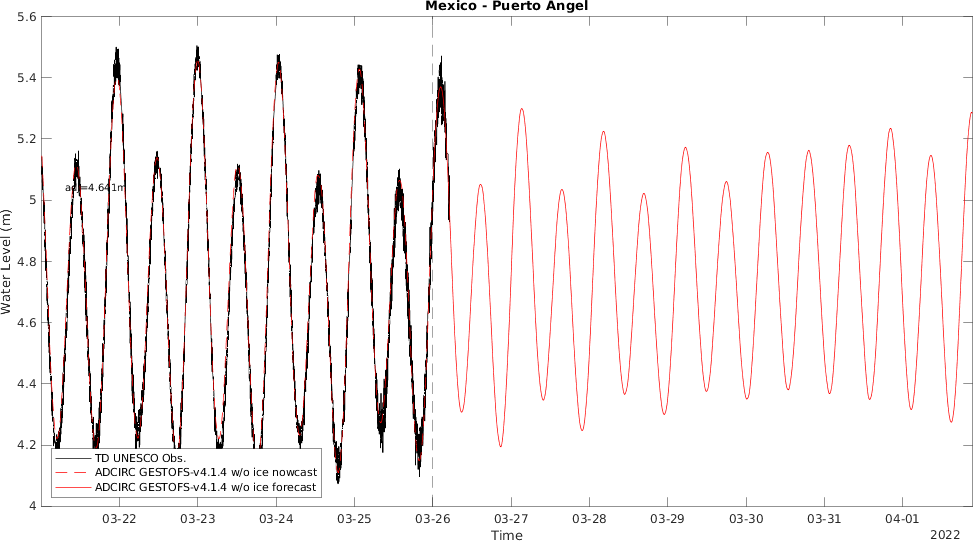 Mexico - Puerto Angel
Water Level (m)
5.6
5.4
5.2
5
4.8
4.6
4.4
4.2
4
adj=4.641m
TD UNESCO Obs.
ADCIRC GESTOFS-v4.1.4 w/o ice nowcast
ADCIRC GESTOFS-v4.1.4 w/o ice forecast
03-22 03-23 03-24 03-25 03-26 03-27 03-28 03-29 03-30 03-31 04-01
Time
2022